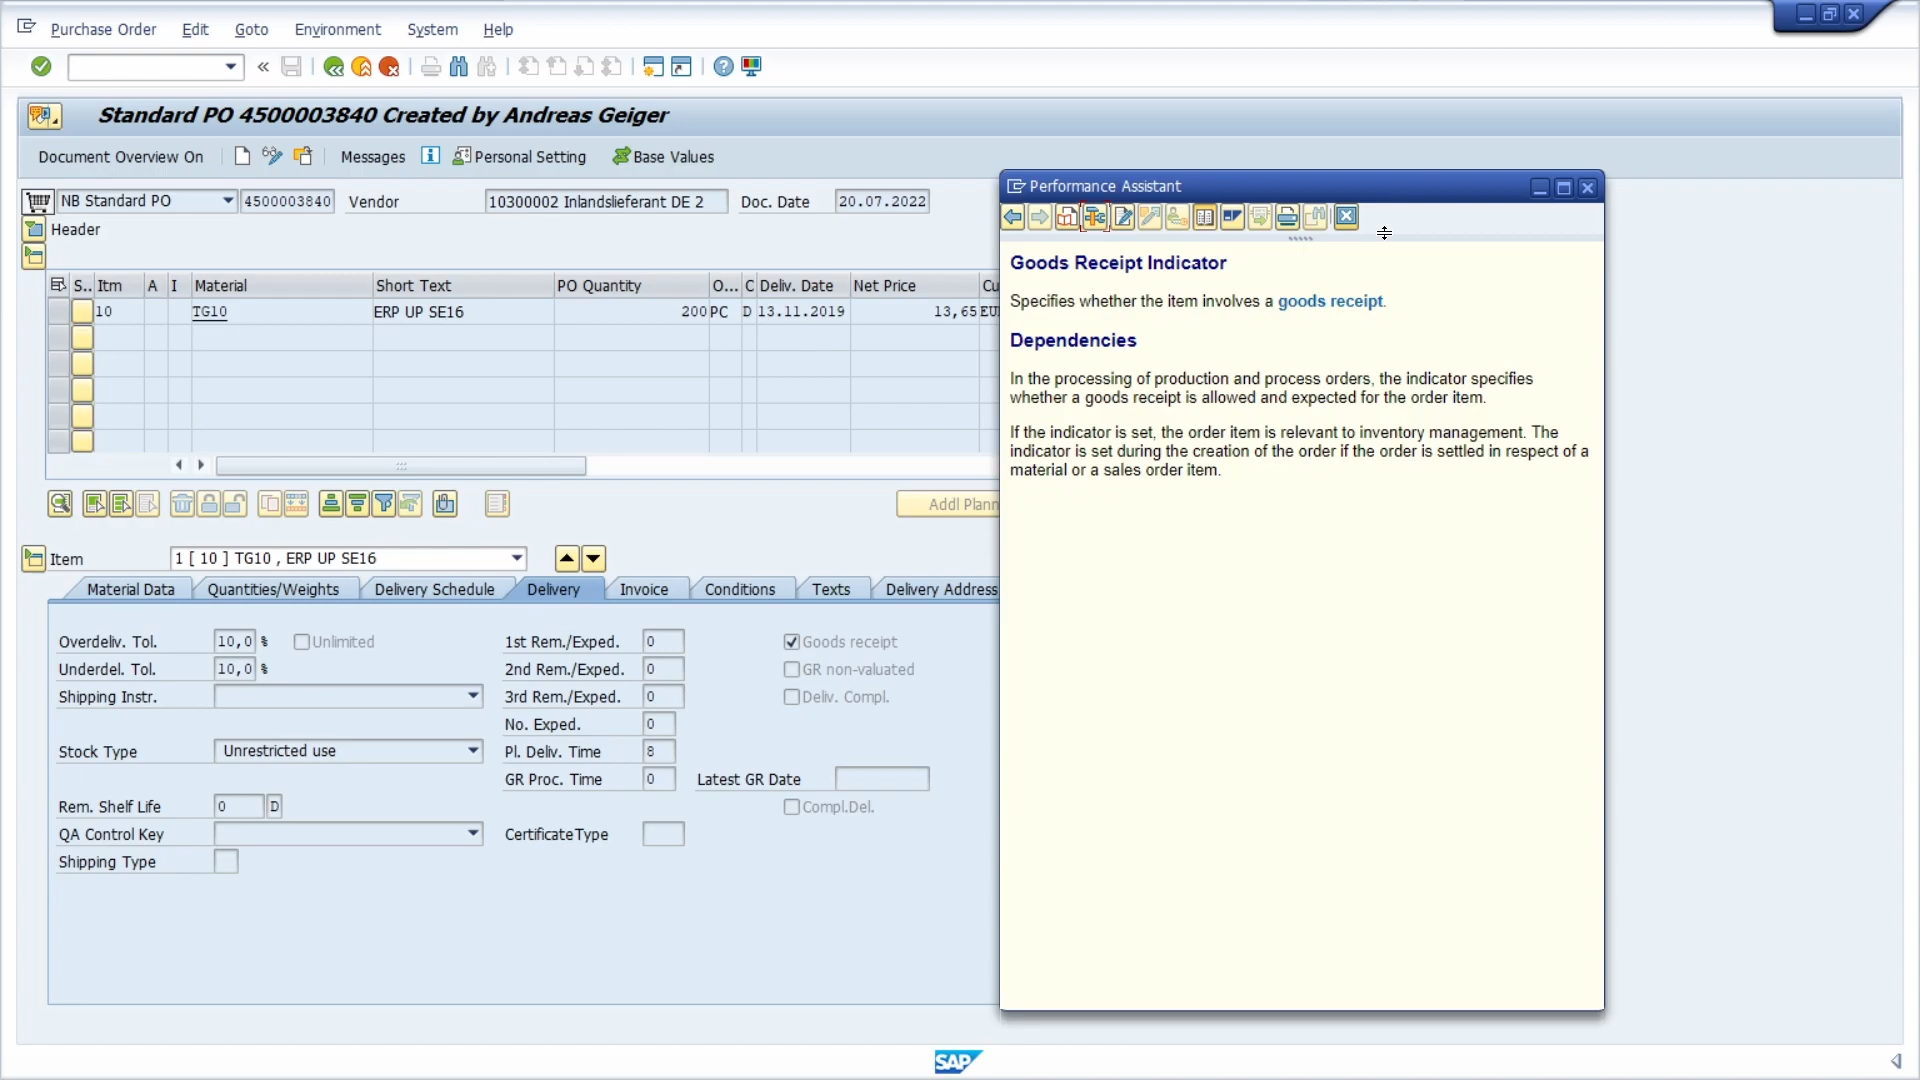 Purchase Order Edit Goto Environment System Help
Standard PO 4500003840 Created by Andreas Geiger
Document Overview On Messages Personal Setting Base Values
NB Standard PO 4500003840 Vendor 10300002 Inlandslieferant DE 2 Doc. Date 20.07.2022
Header
S.. Itm A I Material Short Text PO Quantity O... C Deliv. Date Net Price Cu
10 TG10 ERP UP SE16 200 PC D 13.11.2019 13,65 EU
Addl Plann
Item 1 [ 10 ] TG10 , ERP UP SE16
Material Data Quantities/Weights Delivery Schedule Delivery Invoice Conditions Texts Delivery Address
Overdeliv. Tol. 10,0 % Unlimited 1st Rem./Exped. 0 Goods receipt
Underdel. Tol. 10,0 % 2nd Rem./Exped. 0 GR non-valuated
Shipping Instr. 3rd Rem./Exped. 0 Deliv. Compl.
No. Exped. 0
Stock Type Unrestricted use Pl. Deliv. Time 8
GR Proc. Time 0 Latest GR Date
Rem. Shelf Life 0 D Compl.Del.
QA Control Key CertificateType
Shipping Type
Performance Assistant
Goods Receipt Indicator
Specifies whether the item involves a goods receipt.
Dependencies
In the processing of production and process orders, the indicator specifies
whether a goods receipt is allowed and expected for the order item.
If the indicator is set, the order item is relevant to inventory management. The
indicator is set during the creation of the order if the order is settled in respect of a
material or a sales order item.
SAP